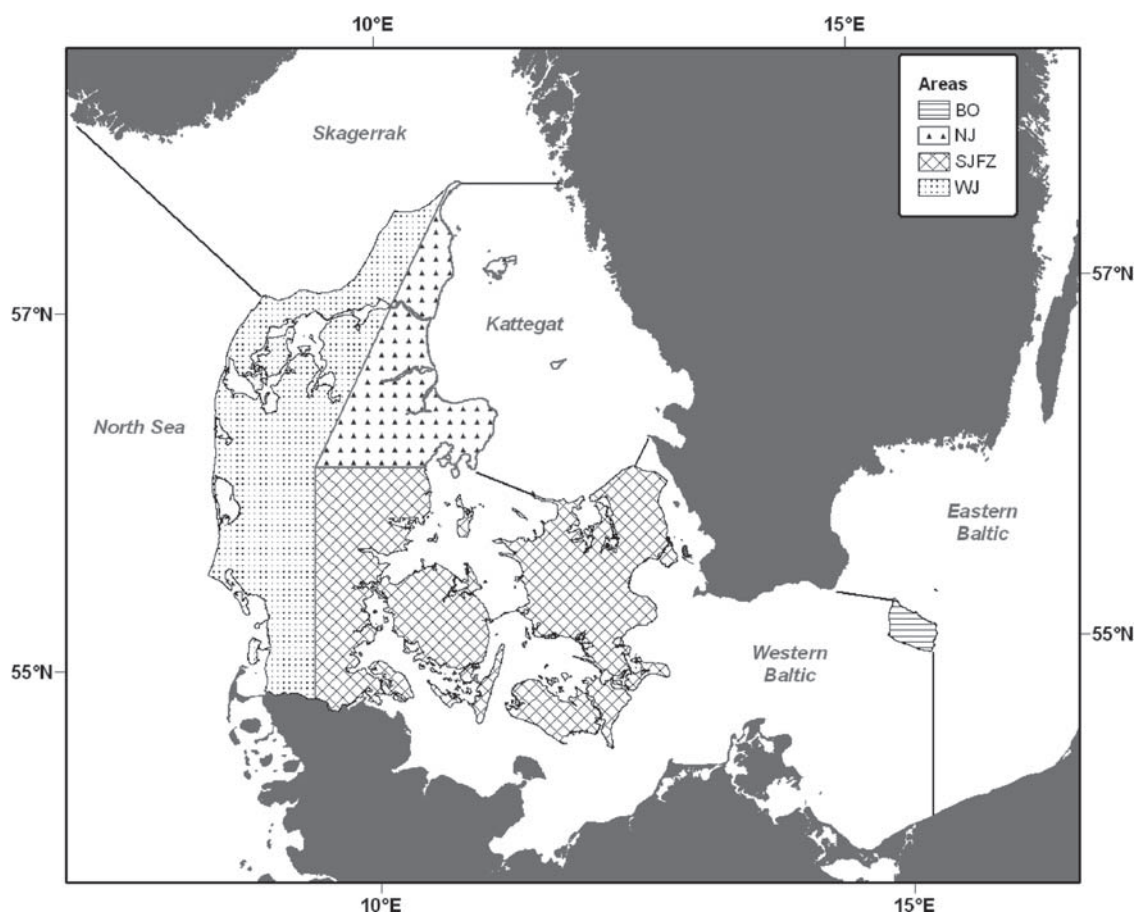 10°E 15°E
Areas
BO
NJ
SJFZ
WJ
Skagerrak
57°N
57°N
Kattegat
North Sea
Eastern
Baltic
55°N
Western
Baltic
55°N
10°E 15°E